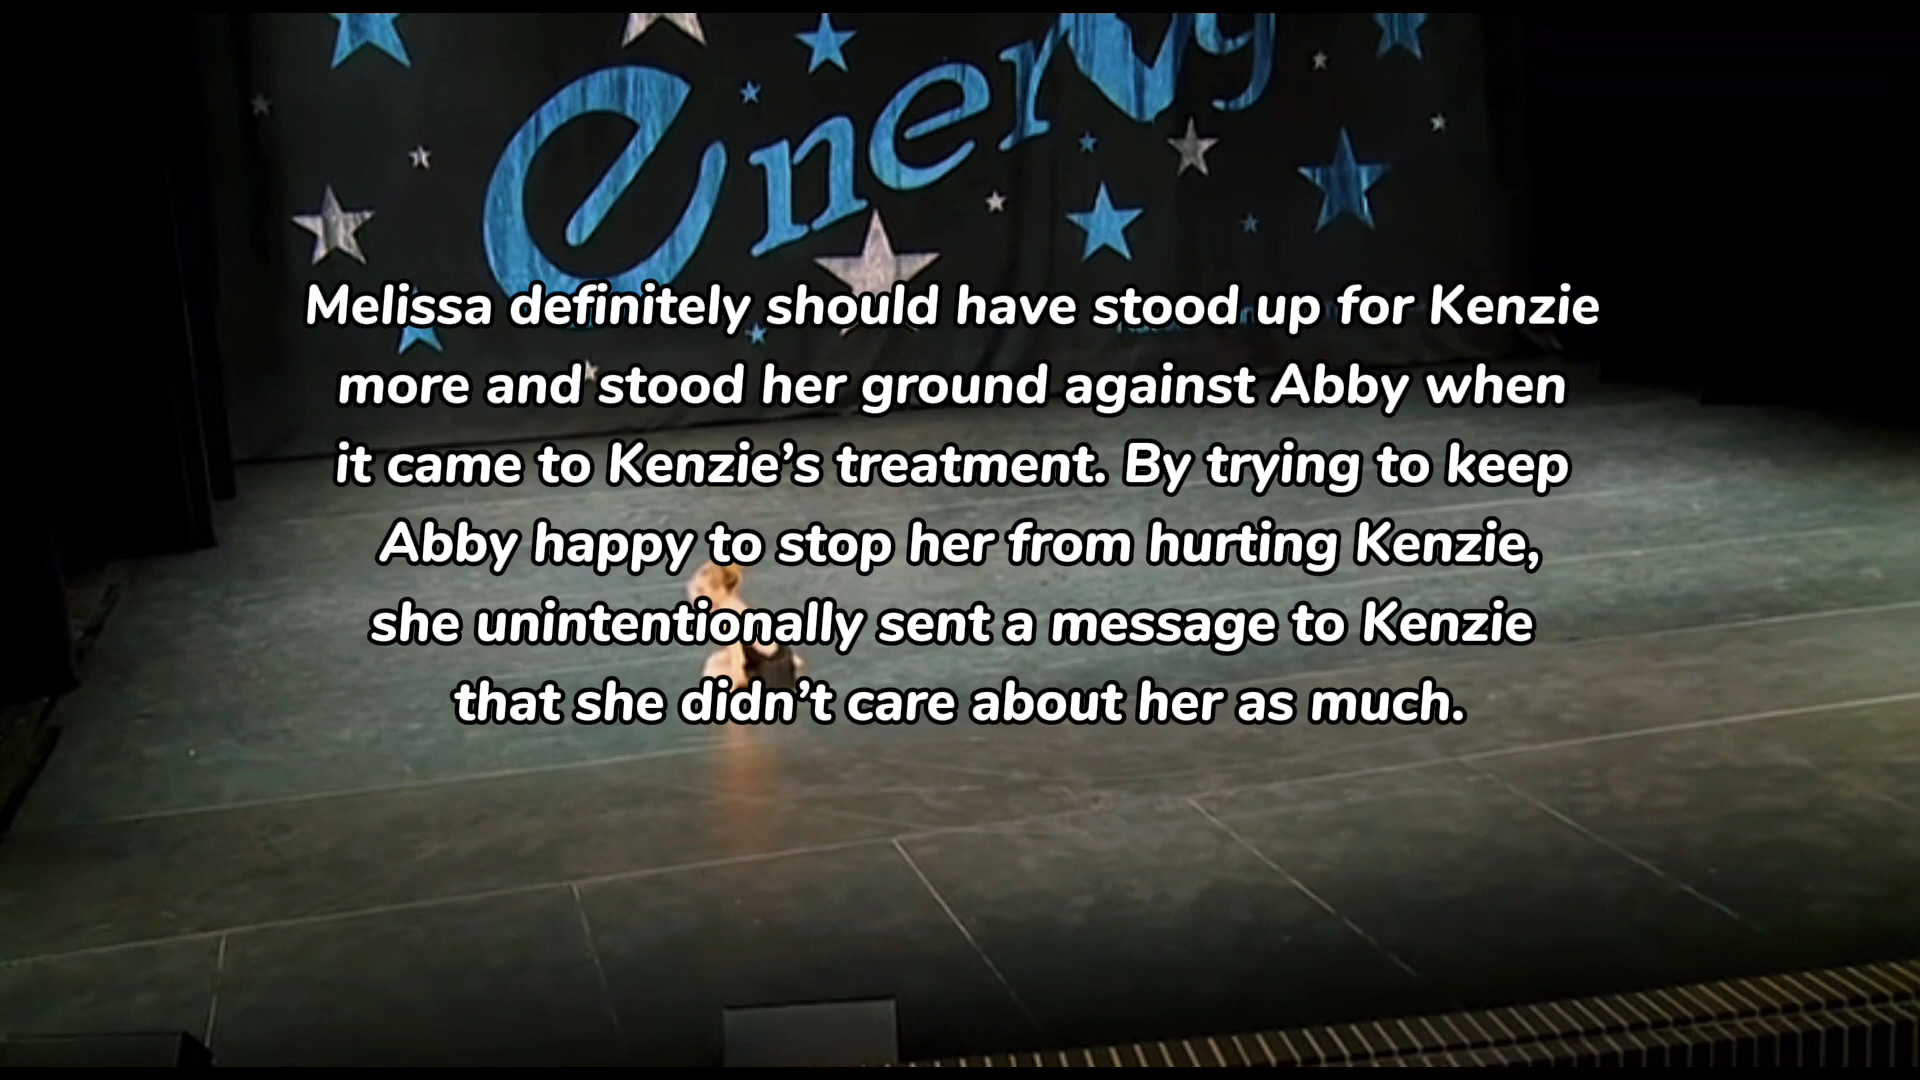 energy
Melissa definitely should have stood up for Kenzie
more and stood her ground against Abby when
it came to Kenzie’s treatment. By trying to keep
Abby happy to stop her from hurting Kenzie,
she unintentionally sent a message to Kenzie
that she didn’t care about her as much.